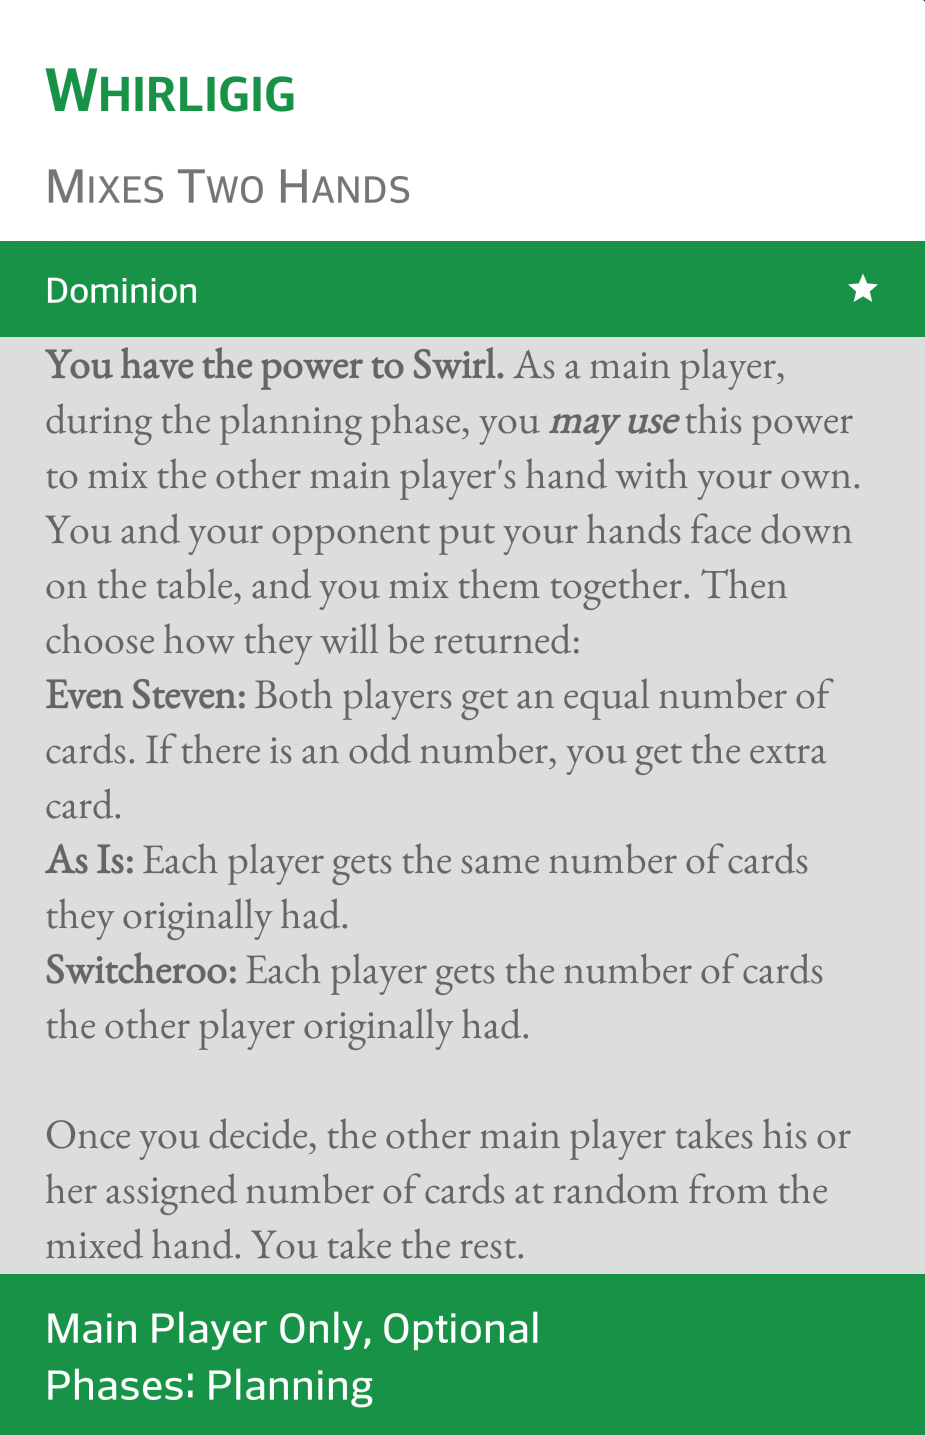 WHIRLIGIG
MIXES TWO HANDS
Dominion
You have the power to Swirl. As a main player,
during the planning phase, you may use this power
to mix the other main player's hand with your own.
You and your opponent put your hands face down
on the table, and you mix them together. Then
choose how they will be returned:
Even Steven: Both players get an equal number of
cards. If there is an odd number, you get the extra
card.
As Is: Each player gets the same number of cards
they originally had.
Switcheroo: Each player gets the number of cards
the other player originally had.
Once you decide, the other main player takes his or
her assigned number of cards at random from the
mixed hand. You take the rest.
Main Player Only, Optional
Phases: Planning